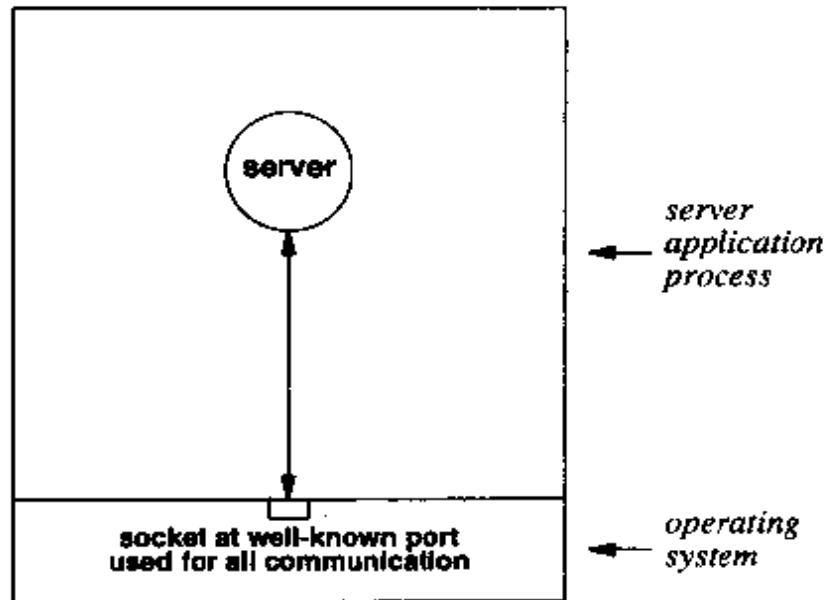 server
server
application
process
socket at well-known port
used for all communication
operating
system